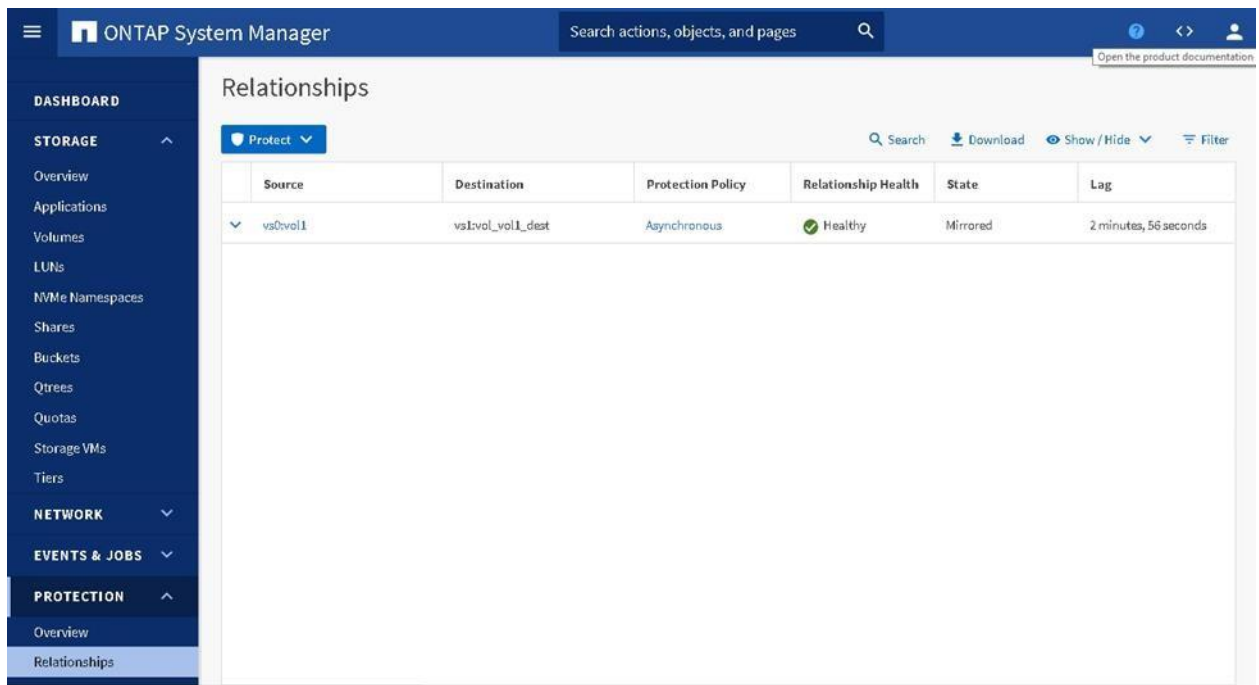 ONTAP System Manager
Search actions, objects, and pages
Open the product documentation
DASHBOARD
STORAGE
Overview
Applications
Volumes
LUNs
NVMe Namespaces
Shares
Buckets
Qtrees
Quotas
Storage VMs
Tiers
NETWORK
EVENTS & JOBS
PROTECTION
Overview
Relationships
Relationships
Protect
Search Download Show / Hide Filter
Source Destination Protection Policy Relationship Health State Lag
vs0:vol1 vs1:vol_vol1_dest Asynchronous Healthy Mirrored 2 minutes, 56 seconds